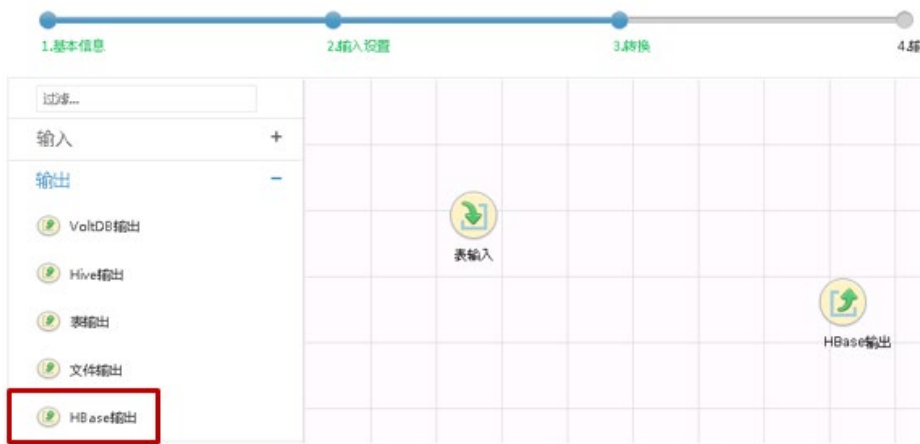 1.基本信息
2.输入设置
3.转换
4.输
过滤...
输入 +
输出 −
VoltDB输出
Hive输出
表输出
文件输出
HBase输出
表输入
HBase输出